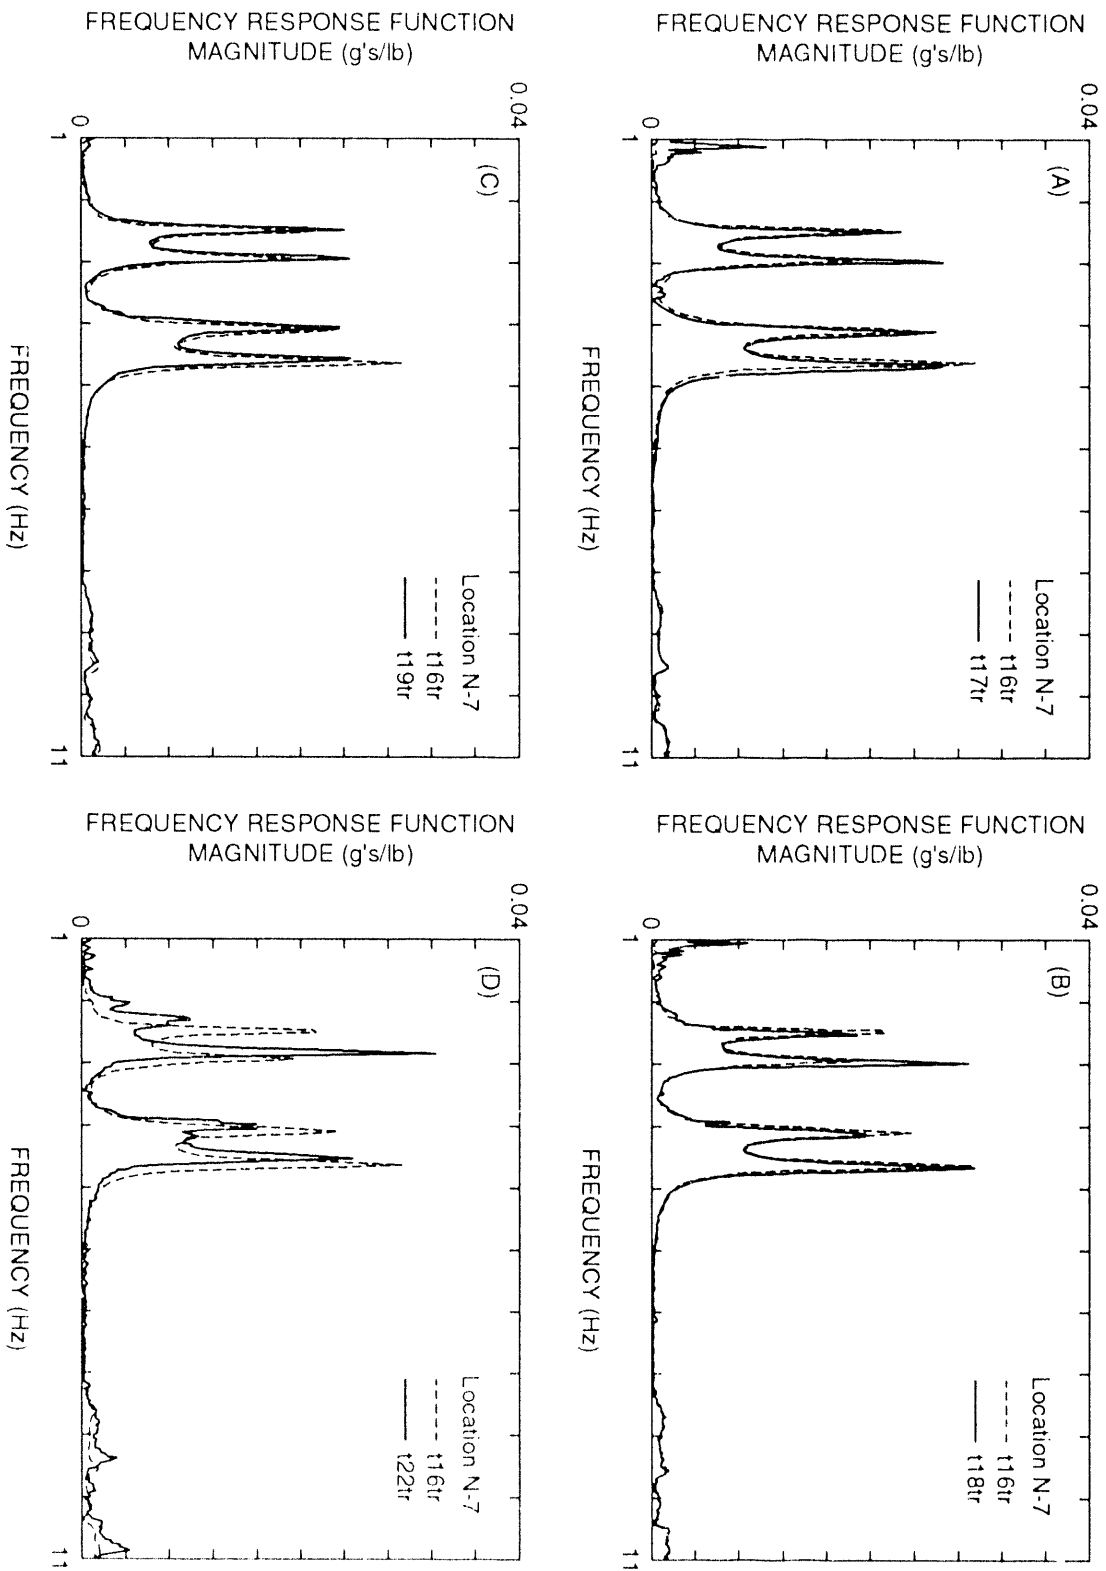 FREQUENCY RESPONSE FUNCTION
MAGNITUDE (g's/lb)
0.04
0
(A)
Location N-7
t16tr
t17tr
1
11
FREQUENCY (Hz)
FREQUENCY RESPONSE FUNCTION
MAGNITUDE (g's/lb)
0.04
0
(B)
Location N-7
t16tr
t18tr
1
11
FREQUENCY (Hz)
FREQUENCY RESPONSE FUNCTION
MAGNITUDE (g's/lb)
0.04
0
(C)
Location N-7
t16tr
t19tr
1
11
FREQUENCY (Hz)
FREQUENCY RESPONSE FUNCTION
MAGNITUDE (g's/lb)
0.04
0
(D)
Location N-7
t16tr
t22tr
1
11
FREQUENCY (Hz)